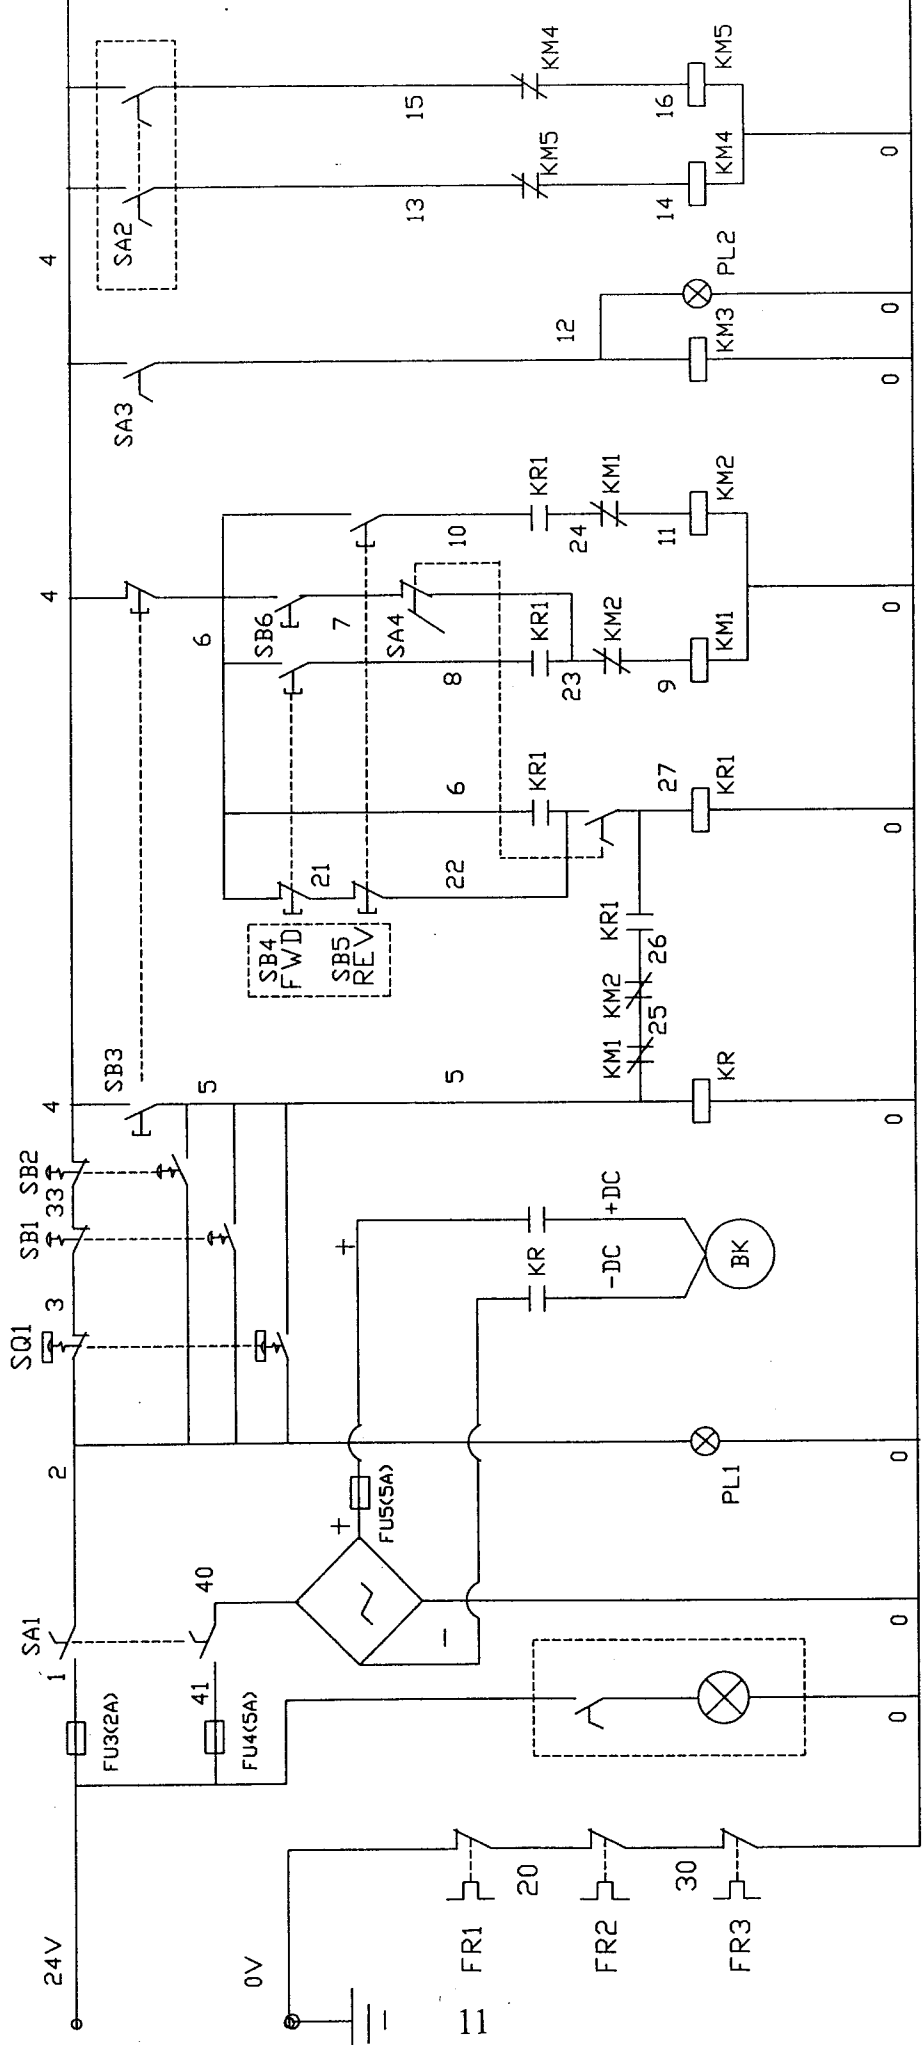 24V
0V
11
1
FU3(2A)
41
FU4(5A)
SA1
40
FR1
20
FR2
30
FR3
0
0
2
+
FU5(5A)
−
PL1
0
SQ1
3
SB1
33
SB2
+
KR
-DC
+DC
BK
4
SB3
5
5
KM1
25
KM2
26
KR1
KR
0
SB4
FWD
SB5
REV
21
22
6
KR1
27
KR1
0
4
6
SB6
7
SA4
8
KR1
23
KM2
9
KM1
10
KR1
24
KM1
11
KM2
0
SA3
12
KM3
PL2
0
0
4
SA2
13
KM5
14
KM4
15
KM4
16
KM5
0